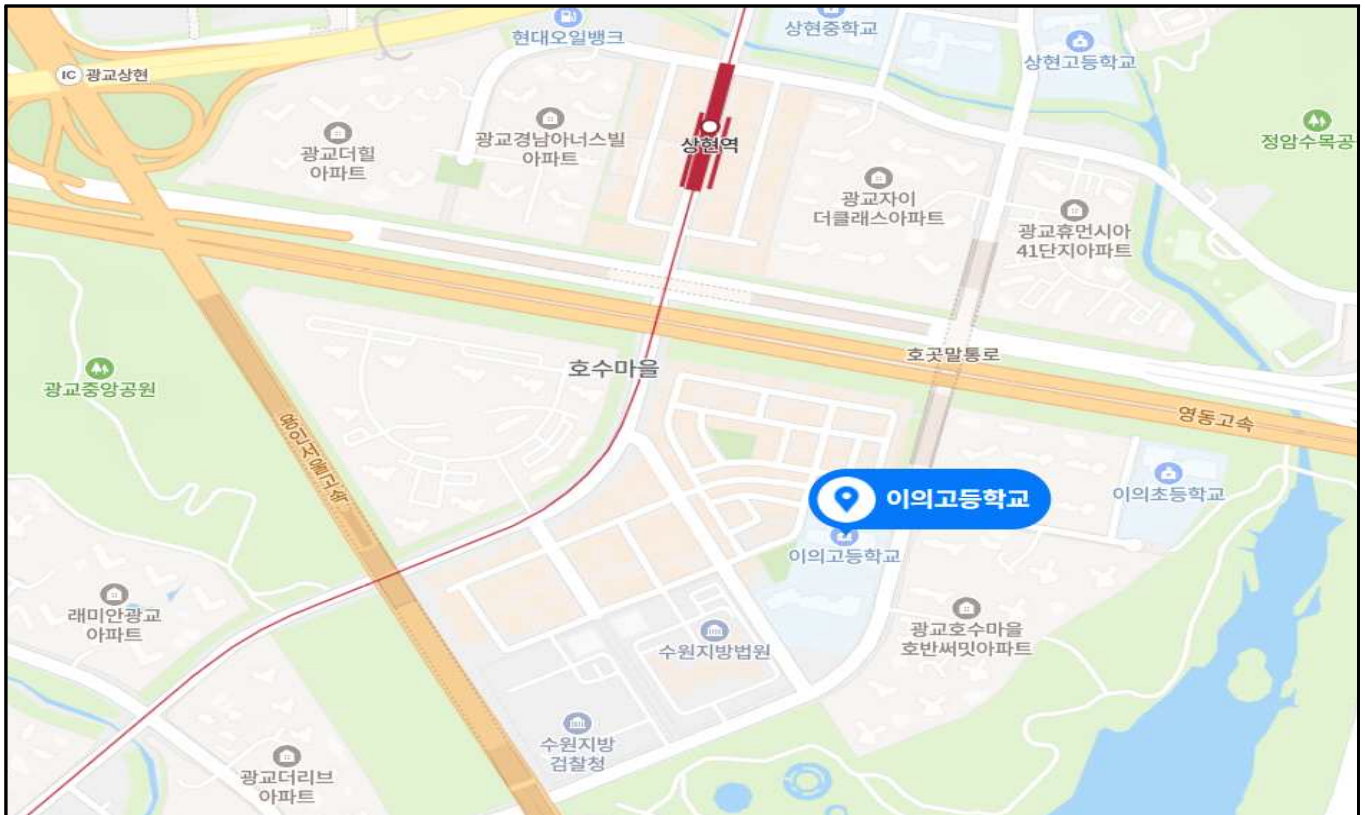 현대오일뱅크
상현중학교
상현고등학교
IC 광교상현
정암수목공
광교더힐
아파트
광교경남아너스빌
아파트
상현역
광교자이
더클래스아파트
광교휴먼시아
41단지아파트
호수마을
호곳말통로
광교중앙공원
영동고속
용인서울고속
이의고등학교
이의초등학교
이의고등학교
래미안광교
아파트
수원지방법원
광교호수마을
호반써밋아파트
수원지방
검찰청
광교더리브
아파트